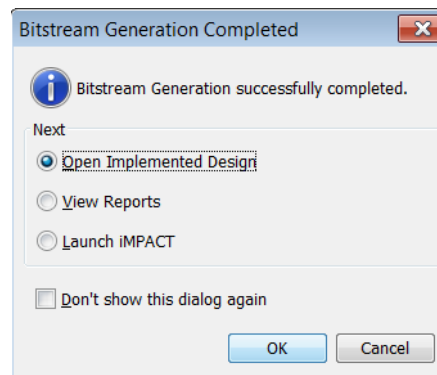 Bitstream Generation Completed
Bitstream Generation successfully completed.
Next
Open Implemented Design
View Reports
Launch iMPACT
Don't show this dialog again
OK
Cancel